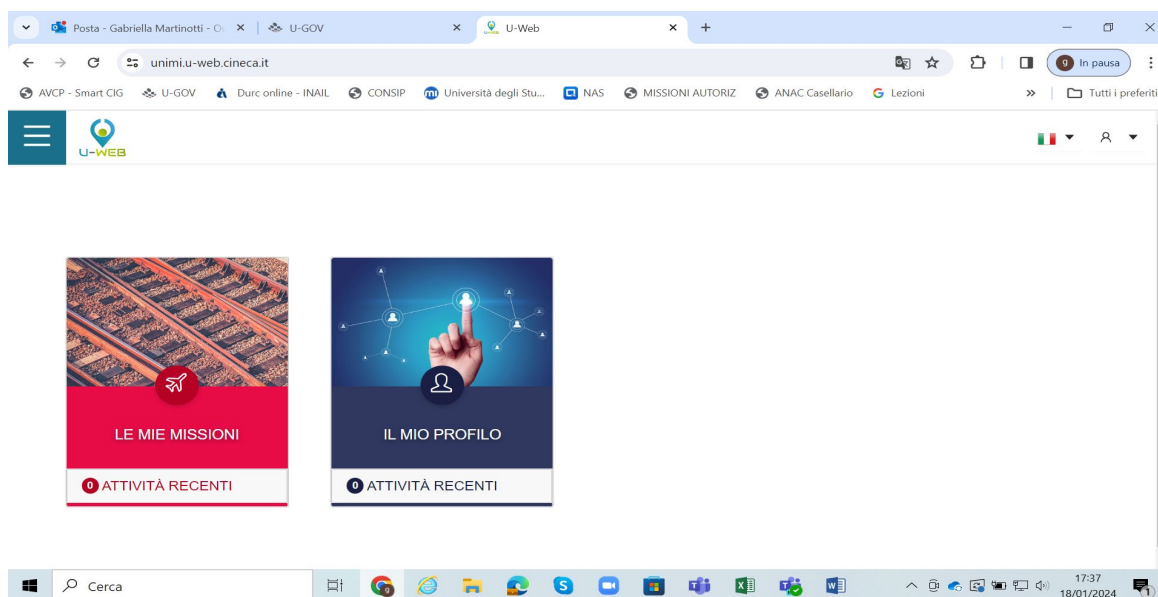 Posta - Gabriella Martinotti - O
U-GOV
U-Web
unimi.u-web.cineca.it
g In pausa
AVCP - Smart CIG
U-GOV
Durc online - INAIL
CONSIP
Università degli Stu...
NAS
MISSIONI AUTORIZ
ANAC Casellario
Lezioni
»
Tutti i preferiti
U-WEB
LE MIE MISSIONI
IL MIO PROFILO
0 ATTIVITÀ RECENTI
0 ATTIVITÀ RECENTI
Cerca
17:37
18/01/2024
1